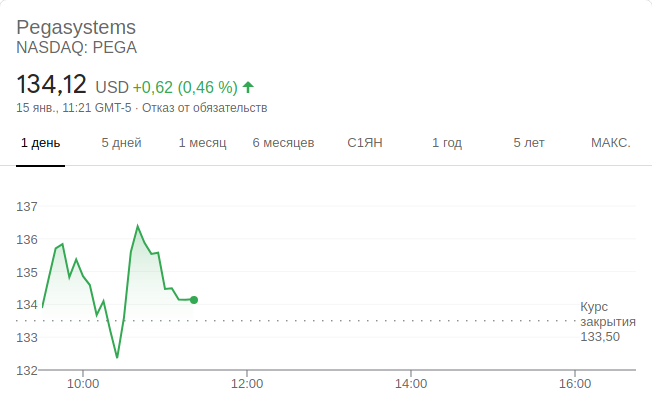 Pegasystems
NASDAQ: PEGA
134,12 USD +0,62 (0,46 %)
15 янв., 11:21 GMT-5 · Отказ от обязательств
1 день 5 дней 1 месяц 6 месяцев С1ЯН 1 год 5 лет МАКС.
137
136
135
134
133
132
Курс
закрытия
133,50
10:00 12:00 14:00 16:00